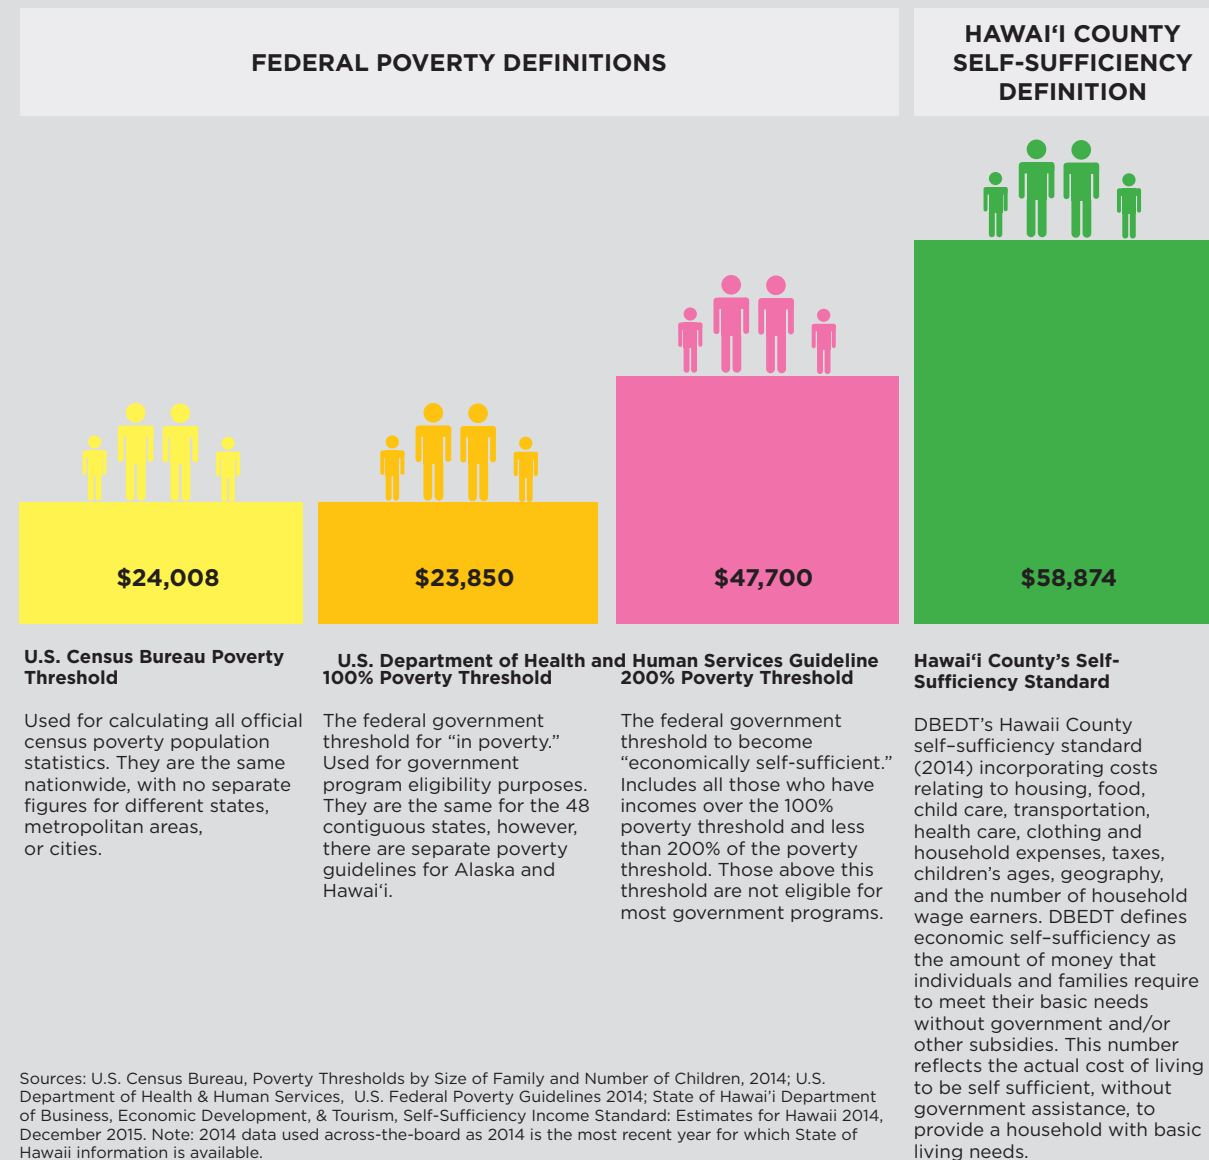 FEDERAL POVERTY DEFINITIONS
HAWAI‘I COUNTY
SELF-SUFFICIENCY
DEFINITION
$24,008
$23,850
$47,700
$58,874
U.S. Census Bureau Poverty
Threshold
Used for calculating all official
census poverty population
statistics. They are the same
nationwide, with no separate
figures for different states,
metropolitan areas,
or cities.
U.S. Department of Health and Human Services Guideline
100% Poverty Threshold
The federal government
threshold for “in poverty.”
Used for government
program eligibility purposes.
They are the same for the 48
contiguous states, however,
there are separate poverty
guidelines for Alaska and
Hawai‘i.
200% Poverty Threshold
The federal government
threshold to become
“economically self-sufficient.”
Includes all those who have
incomes over the 100%
poverty threshold and less
than 200% of the poverty
threshold. Those above this
threshold are not eligible for
most government programs.
Hawai‘i County’s Self-
Sufficiency Standard
DBEDT’s Hawaii County
self–sufficiency standard
(2014) incorporating costs
relating to housing, food,
child care, transportation,
health care, clothing and
household expenses, taxes,
children’s ages, geography,
and the number of household
wage earners. DBEDT defines
economic self–sufficiency as
the amount of money that
individuals and families require
to meet their basic needs
without government and/or
other subsidies. This number
reflects the actual cost of living
to be self sufficient, without
government assistance, to
provide a household with basic
living needs.
Sources: U.S. Census Bureau, Poverty Thresholds by Size of Family and Number of Children, 2014; U.S.
Department of Health & Human Services,  U.S. Federal Poverty Guidelines 2014; State of Hawai’i Department
of Business, Economic Development, & Tourism, Self-Sufficiency Income Standard: Estimates for Hawaii 2014,
December 2015. Note: 2014 data used across-the-board as 2014 is the most recent year for which State of
Hawaii information is available.